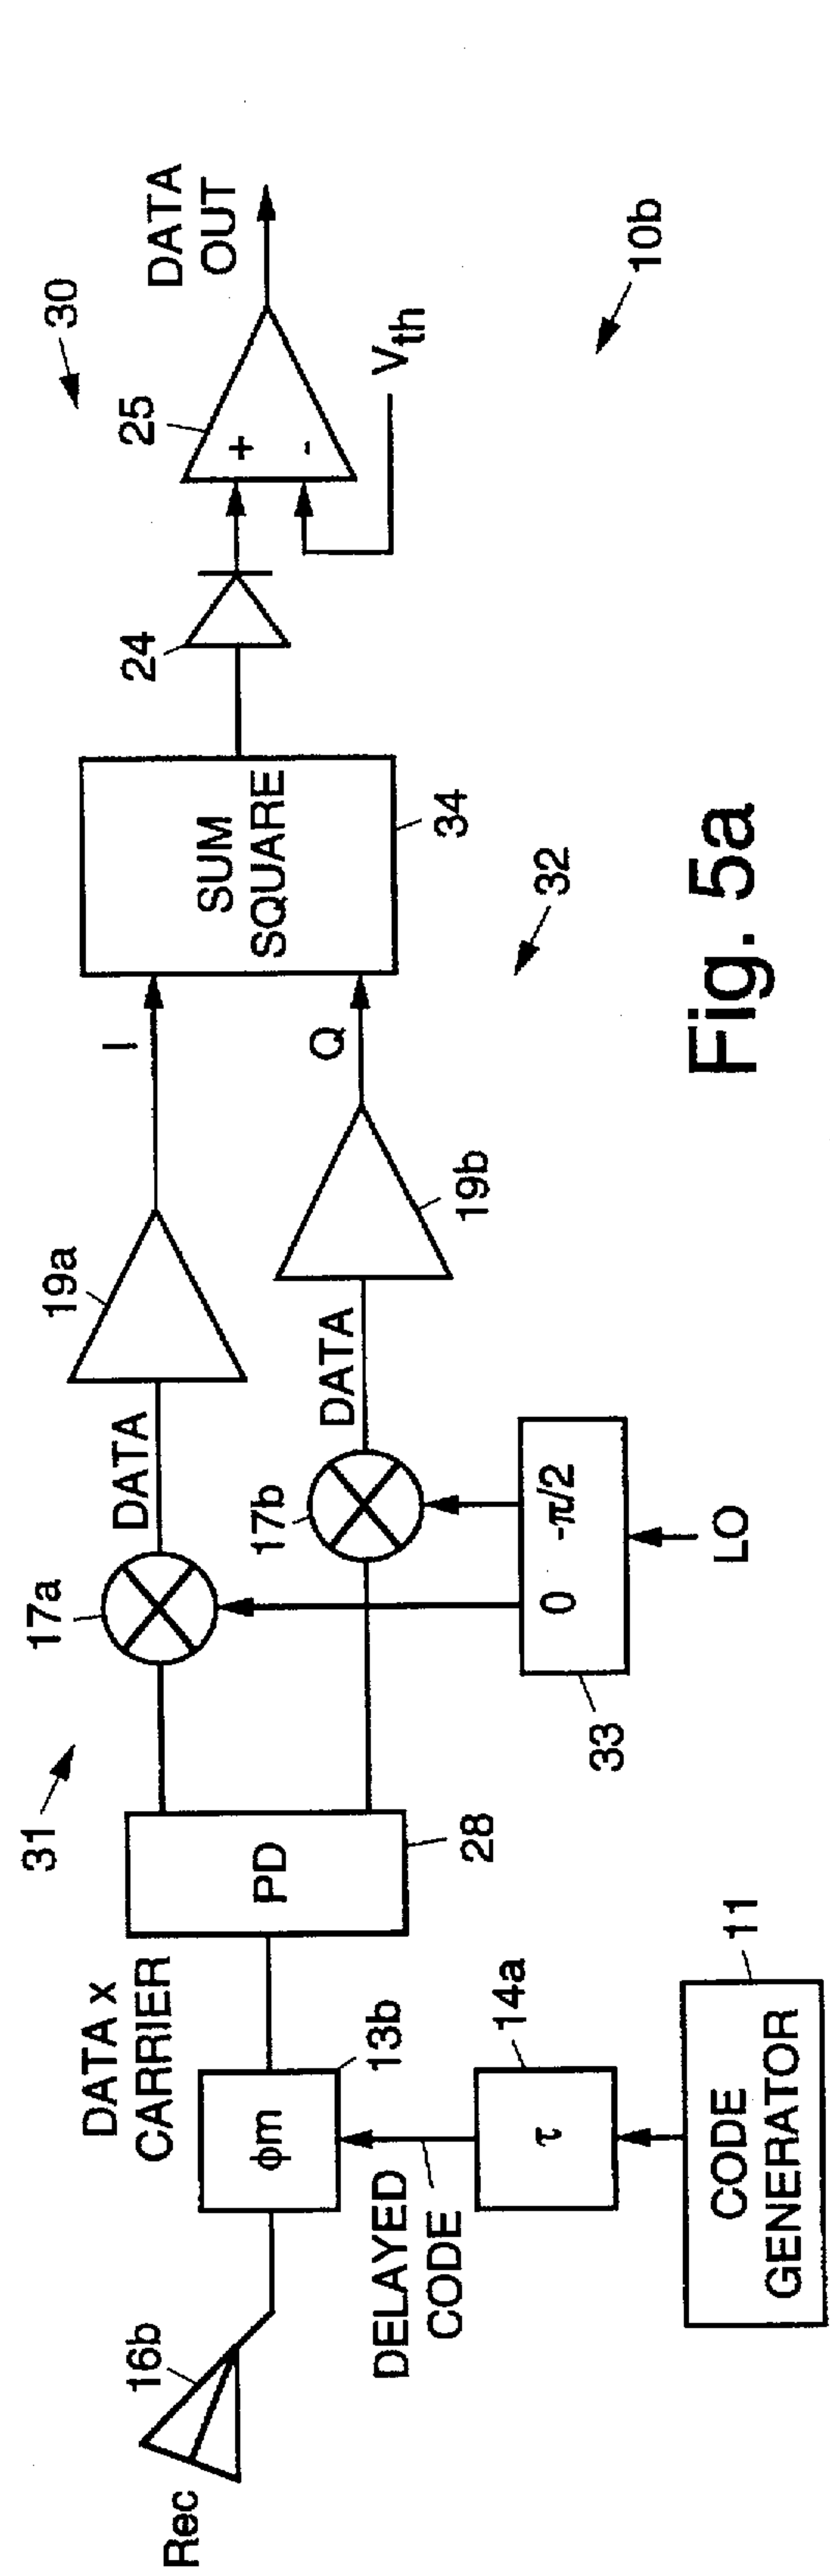 Rec
16b
DATA x
CARRIER
φm
13b
DELAYED
CODE
τ
14a
CODE
GENERATOR
11
31
PD
28
17a
DATA
17b
DATA
0 -π/2
33
LO
19a
19b
I
Q
SUM
SQUARE
34
32
24
25
+
-
Vth
30
DATA
OUT
10b
Fig. 5a